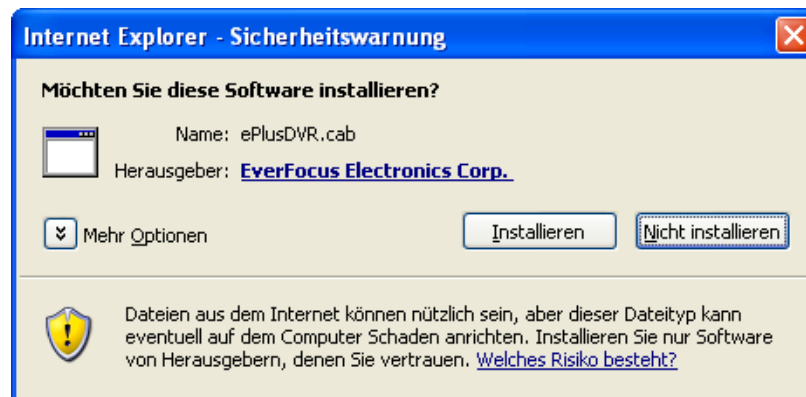 Internet Explorer - Sicherheitswarnung
Möchten Sie diese Software installieren?
Name: ePlusDVR.cab
Herausgeber: EverFocus Electronics Corp.
Mehr Optionen
Installieren
Nicht installieren
Dateien aus dem Internet können nützlich sein, aber dieser Dateityp kann
eventuell auf dem Computer Schaden anrichten. Installieren Sie nur Software
von Herausgebern, denen Sie vertrauen. Welches Risiko besteht?